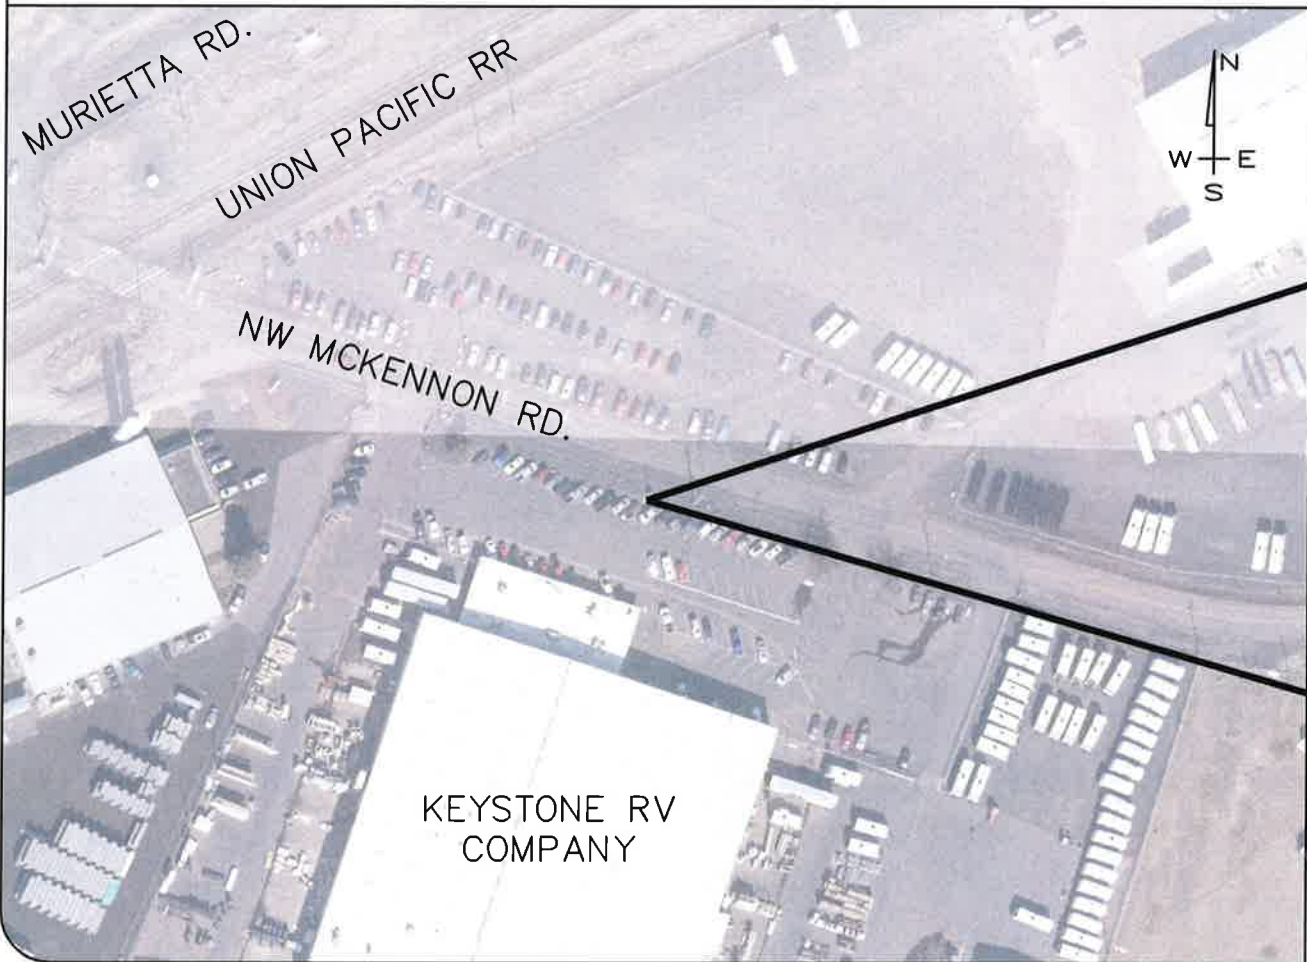 MURIETTA RD.
UNION PACIFIC RR
N
W E
S
NW MCKENNON RD.
KEYSTONE RV
COMPANY